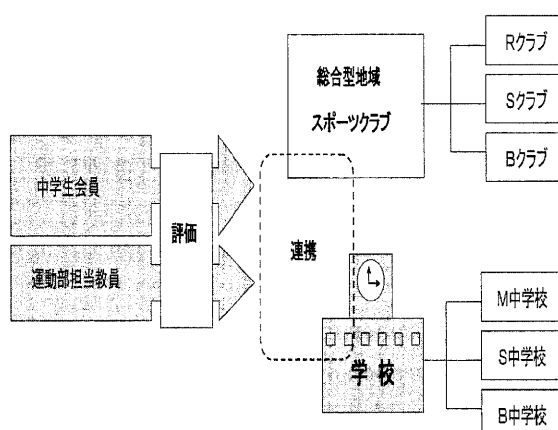 総合型地域
スポーツクラブ
Rクラブ
Sクラブ
Bクラブ
中学生会員
運動部担当教員
評価
連携
学校
M中学校
S中学校
B中学校